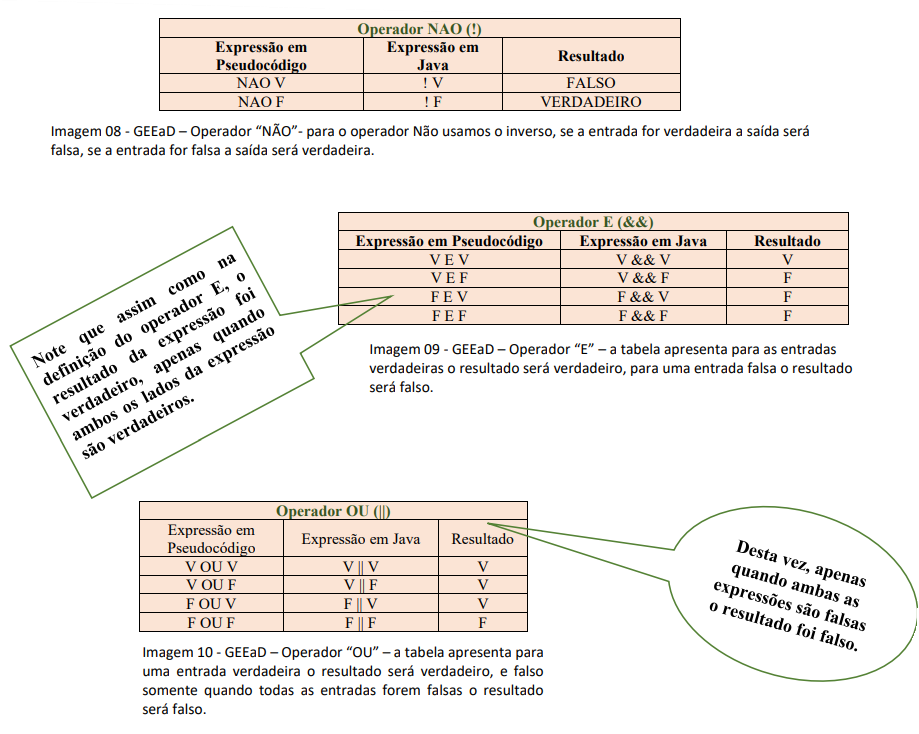 Operador NAO (!)
Expressão em Pseudocódigo Expressão em Java Resultado
NAO V ! V FALSO
NAO F ! F VERDADEIRO
Imagem 08 - GEEaD – Operador “NÃO”- para o operador Não usamos o inverso, se a entrada for verdadeira a saída será
falsa, se a entrada for falsa a saída será verdadeira.
Operador E (&&)
Expressão em Pseudocódigo Expressão em Java Resultado
V E V V && V V
V E F V && F F
F E V F && V F
F E F F && F F
Note que assim como na
definição do operador E, o
resultado da expressão foi
verdadeiro, apenas quando
ambos os lados da expressão
são verdadeiros.
Imagem 09 - GEEaD – Operador “E” – a tabela apresenta para as entradas
verdadeiras o resultado será verdadeiro, para uma entrada falsa o resultado
será falso.
Operador OU (||)
Expressão em Pseudocódigo Expressão em Java Resultado
V OU V V || V V
V OU F V || F V
F OU V F || V V
F OU F F || F F
Desta vez, apenas
quando ambas as
expressões são falsas
o resultado foi falso.
Imagem 10 - GEEaD – Operador “OU” – a tabela apresenta para
uma entrada verdadeira o resultado será verdadeiro, e falso
somente quando todas as entradas forem falsas o resultado
será falso.